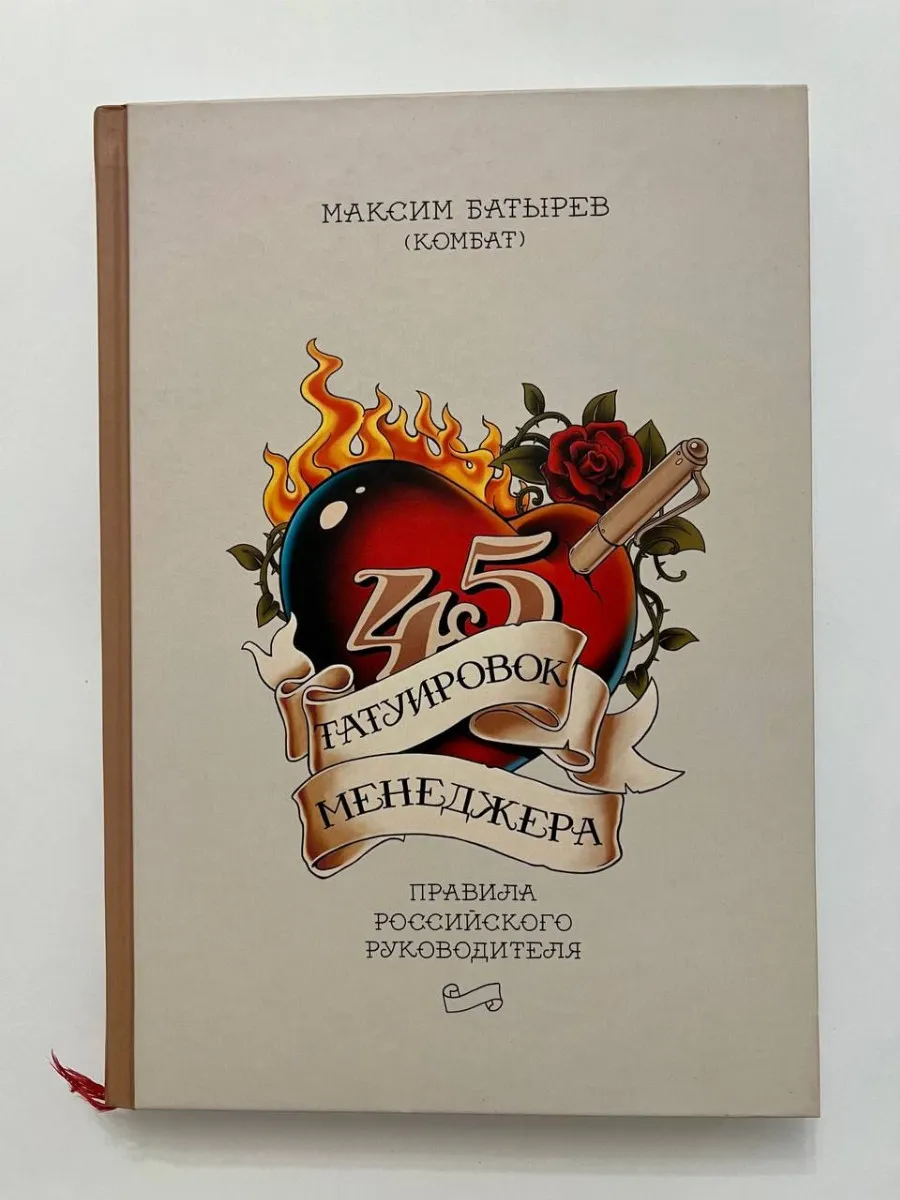 МАКСИМ БАТЫРЕВ
(КОМБАТ)
45
ТАТУИРОВОК
МЕНЕДЖЕРА
ПРАВИЛА
РОССИЙСКОГО
РУКОВОДИТЕЛЯ